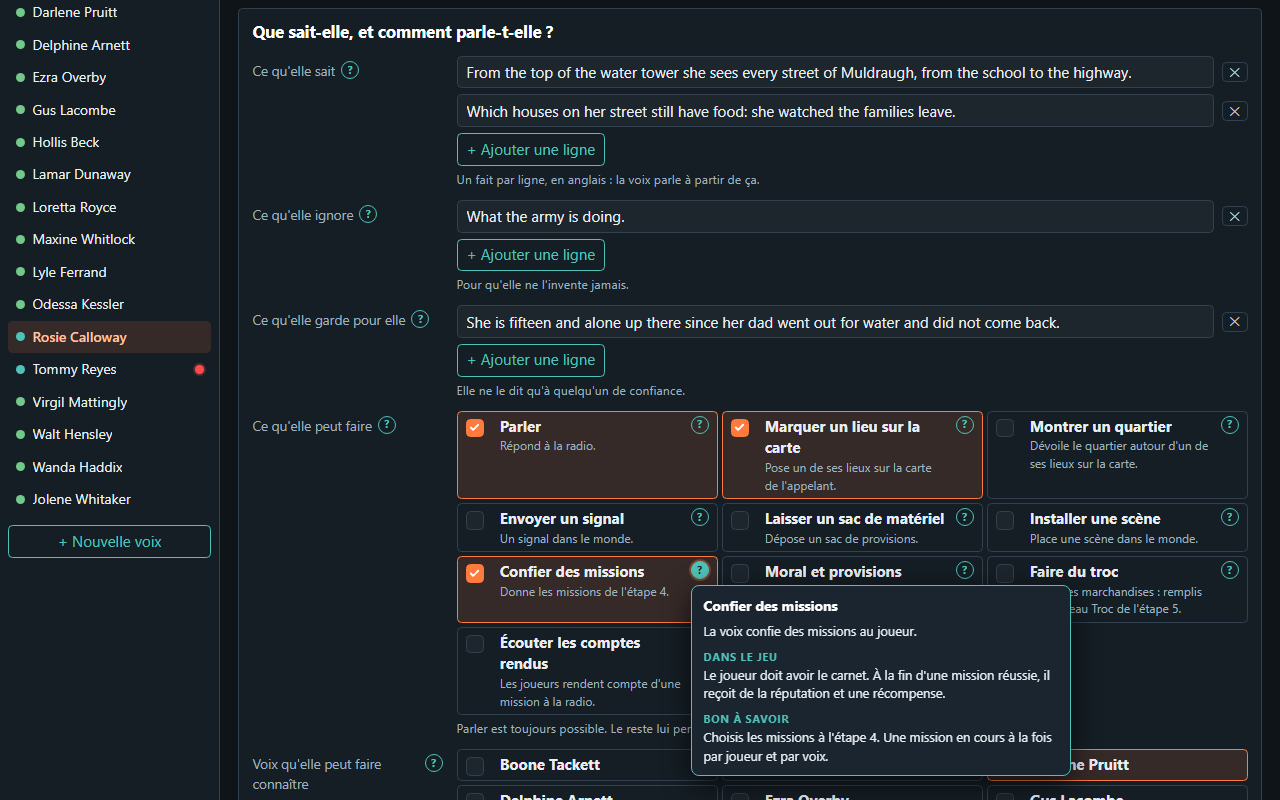 Darlene Pruitt
Delphine Arnett
Ezra Overby
Gus Lacombe
Hollis Beck
Lamar Dunaway
Loretta Royce
Maxine Whitlock
Lyle Ferrand
Odessa Kessler
Rosie Calloway
Tommy Reyes
Virgil Mattingly
Walt Hensley
Wanda Haddix
Jolene Whitaker
+ Nouvelle voix
Que sait-elle, et comment parle-t-elle ?
Ce qu'elle sait ?
From the top of the water tower she sees every street of Muldraugh, from the school to the highway.
Which houses on her street still have food: she watched the families leave.
+ Ajouter une ligne
Un fait par ligne, en anglais : la voix parle à partir de ça.
Ce qu'elle ignore ?
What the army is doing.
+ Ajouter une ligne
Pour qu'elle ne l'invente jamais.
Ce qu'elle garde pour elle ?
She is fifteen and alone up there since her dad went out for water and did not come back.
+ Ajouter une ligne
Elle ne le dit qu'à quelqu'un de confiance.
Ce qu'elle peut faire ?
Parler ?
Répond à la radio.
Marquer un lieu sur la ?
carte
Pose un de ses lieux sur la carte
de l'appelant.
Montrer un quartier ?
Dévoile le quartier autour d'un de
ses lieux sur la carte.
Envoyer un signal ?
Un signal dans le monde.
Laisser un sac de matériel ?
Dépose un sac de provisions.
Installer une scène ?
Place une scène dans le monde.
Confier des missions ?
Donne les missions de l'étape 4.
Moral et provisions ?
Faire du troc ?
es marchandises : remplis
eau Troc de l'étape 5.
Écouter les comptes
rendus
Les joueurs rendent compte d'une
mission à la radio.
Confier des missions
La voix confie des missions au joueur.
DANS LE JEU
Le joueur doit avoir le carnet. À la fin d'une mission réussie, il
reçoit de la réputation et une récompense.
BON À SAVOIR
Choisis les missions à l'étape 4. Une mission en cours à la fois
par joueur et par voix.
Parler est toujours possible. Le reste lui per
Voix qu'elle peut faire ?
connaître
Boone Tackett
ne Pruitt
Delphine Arnett
Ezra Overby
Gus Lacombe